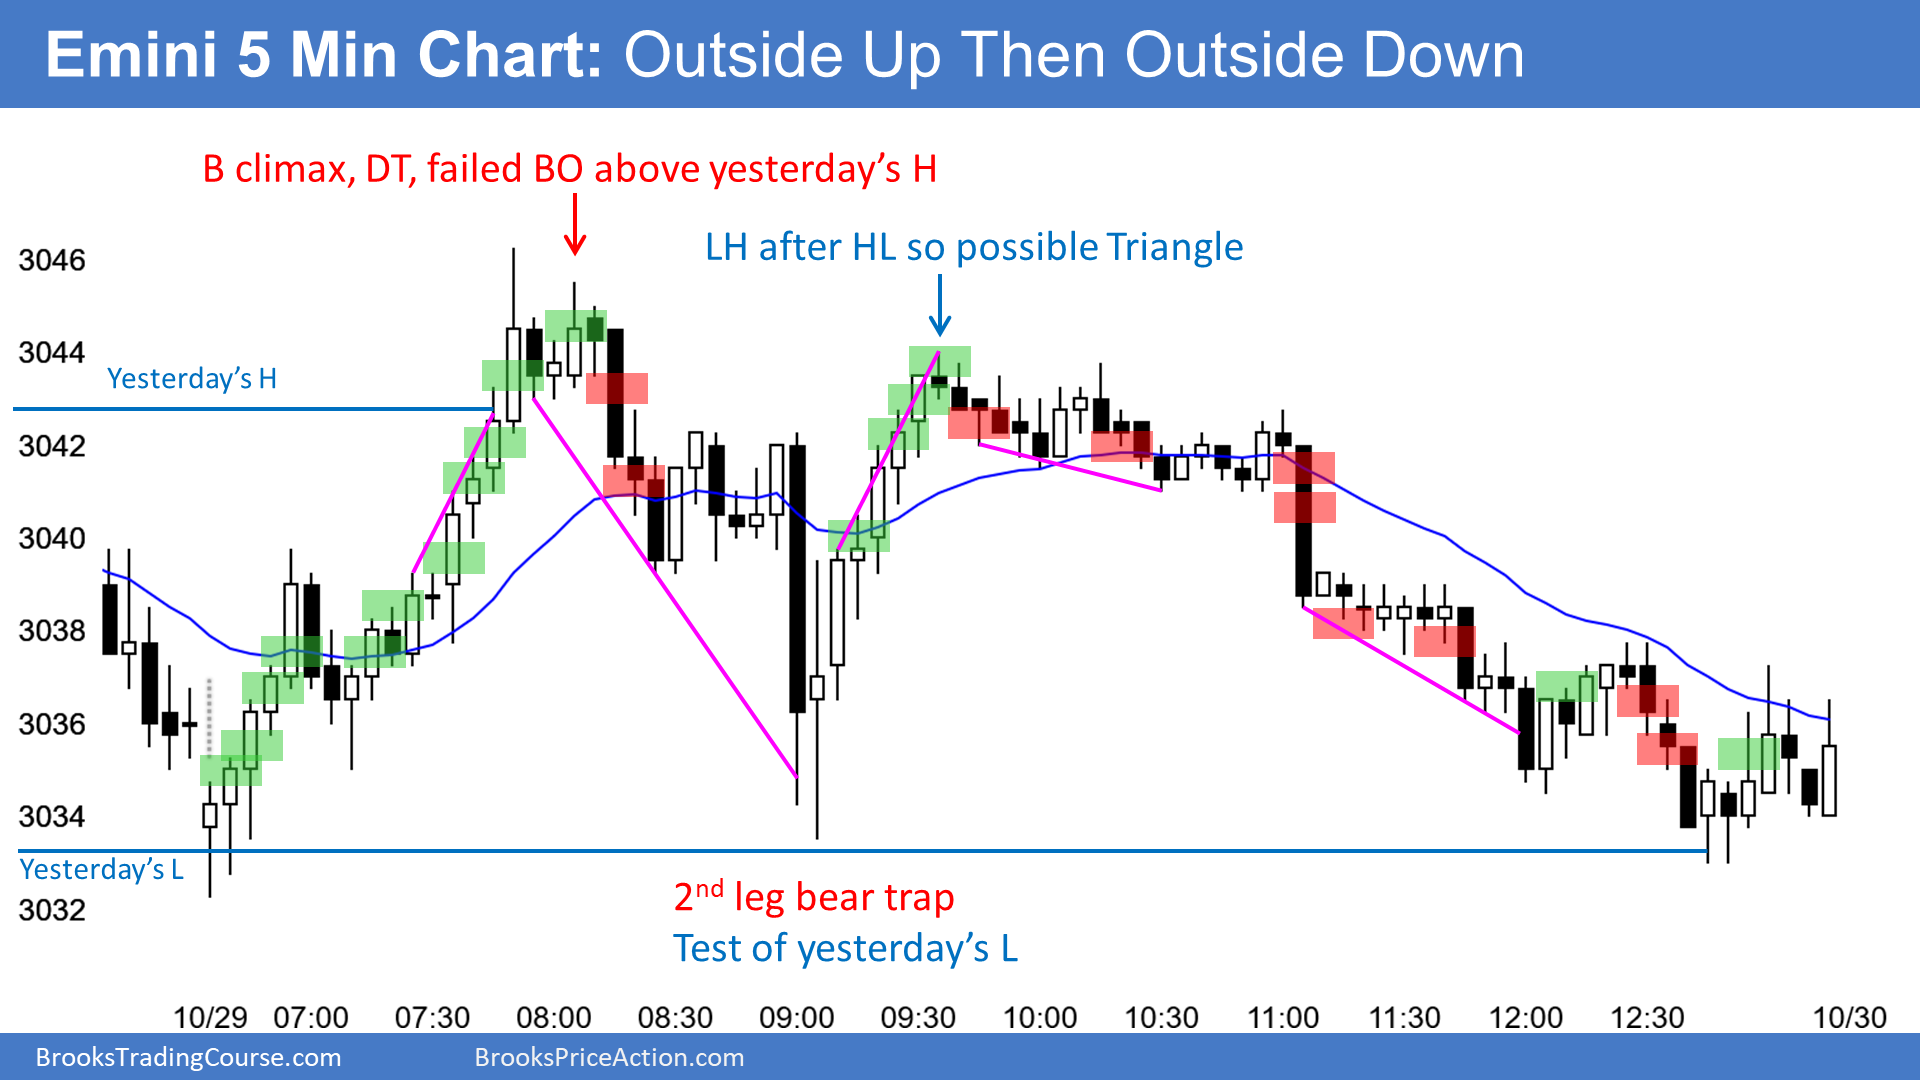 Emini 5 Min Chart: Outside Up Then Outside Down
B climax, DT, failed BO above yesterday's H
LH after HL so possible Triangle
3046
3044
Yesterday's H
3042
3040
3038
3036
3034
Yesterday's L
3032
2nd leg bear trap
Test of yesterday's L
10/29 07:00 07:30 08:00 08:30 09:00 09:30 10:00 10:30 11:00 11:30 12:00 12:30 10/30
BrooksTradingCourse.com BrooksPriceAction.com